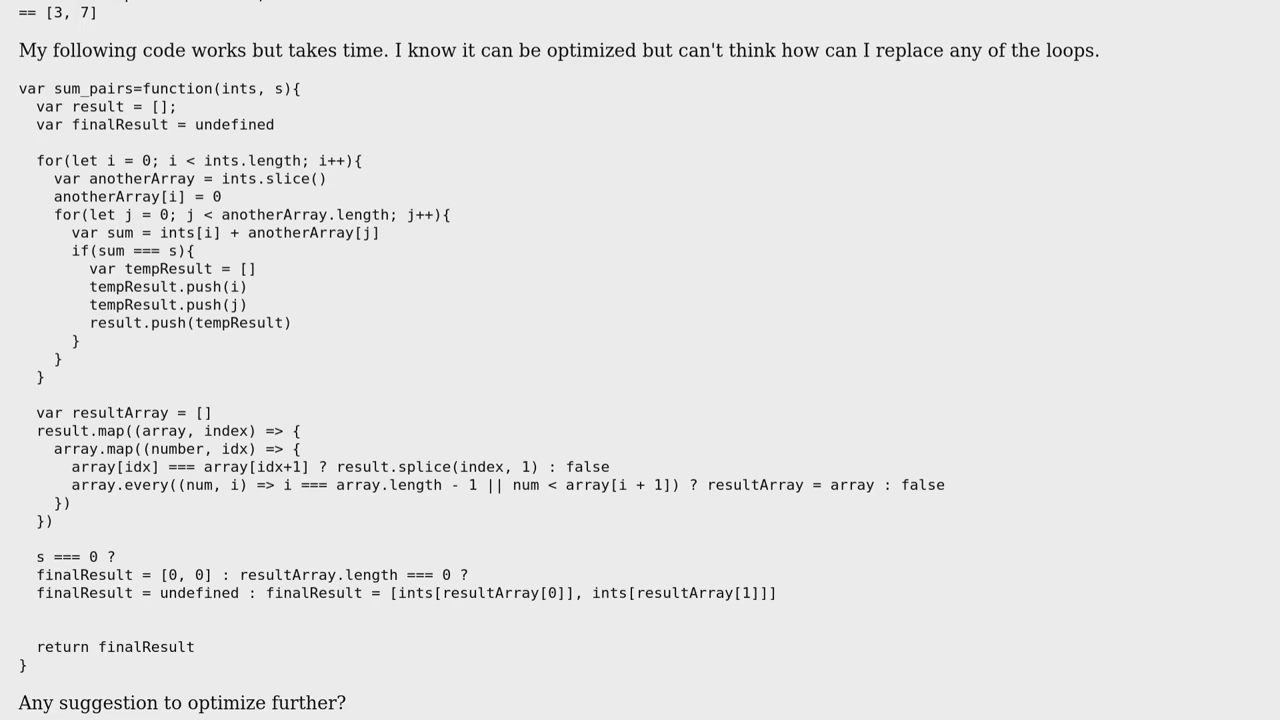 == [3, 7]
My following code works but takes time. I know it can be optimized but can't think how can I replace any of the loops.
var sum_pairs=function(ints, s){
  var result = [];
  var finalResult = undefined
  for(let i = 0; i < ints.length; i++){
    var anotherArray = ints.slice()
    anotherArray[i] = 0
    for(let j = 0; j < anotherArray.length; j++){
      var sum = ints[i] + anotherArray[j]
      if(sum === s){
        var tempResult = []
        tempResult.push(i)
        tempResult.push(j)
        result.push(tempResult)
      }
    }
  }
  var resultArray = []
  result.map((array, index) => {
    array.map((number, idx) => {
      array[idx] === array[idx+1] ? result.splice(index, 1) : false
      array.every((num, i) => i === array.length - 1 || num < array[i + 1]) ? resultArray = array : false
    })
  })
  s === 0 ?
  finalResult = [0, 0] : resultArray.length === 0 ?
  finalResult = undefined : finalResult = [ints[resultArray[0]], ints[resultArray[1]]]
  return finalResult
}
Any suggestion to optimize further?